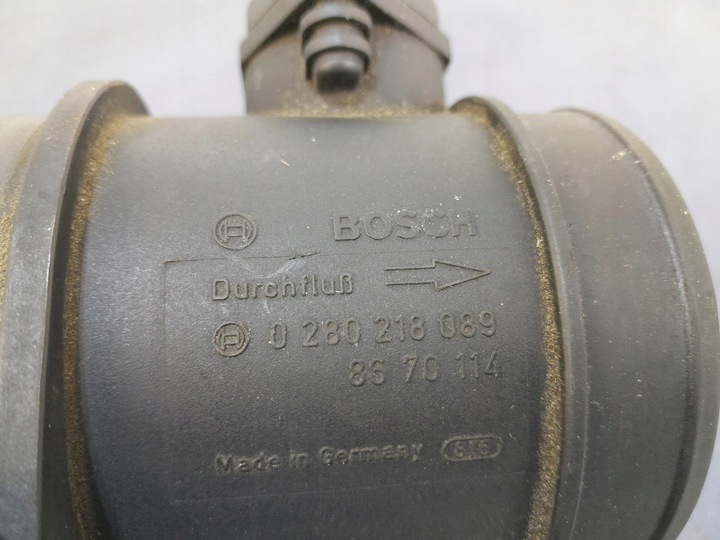 BOSCH
Durchfluß
0 280 218 089
86 70 114
Made in Germany